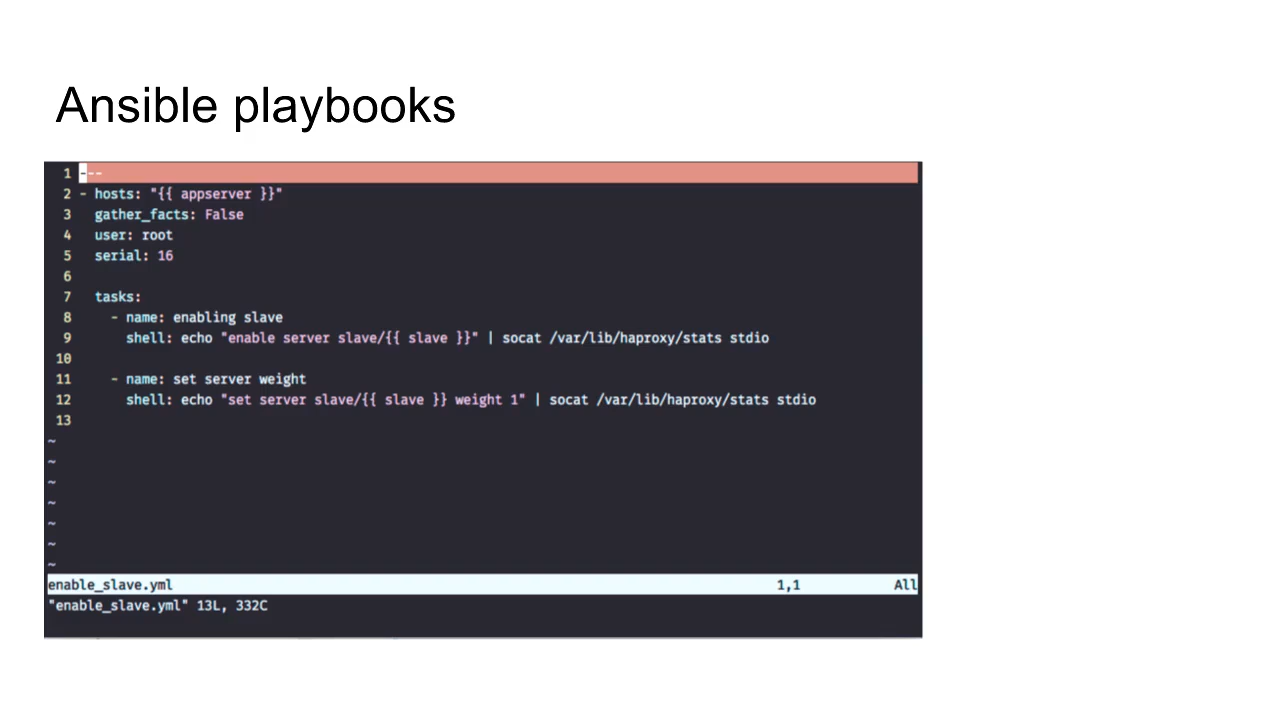 Ansible playbooks
1 ---
2 - hosts: "{{ appserver }}"
3   gather_facts: False
4   user: root
5   serial: 16
6
7   tasks:
8     - name: enabling slave
9       shell: echo "enable server slave/{{ slave }}" | socat /var/lib/haproxy/stats stdio
10
11     - name: set server weight
12       shell: echo "set server slave/{{ slave }} weight 1" | socat /var/lib/haproxy/stats stdio
13
~
~
~
~
~
~
~
enable_slave.yml 1,1 All
"enable_slave.yml" 13L, 332C